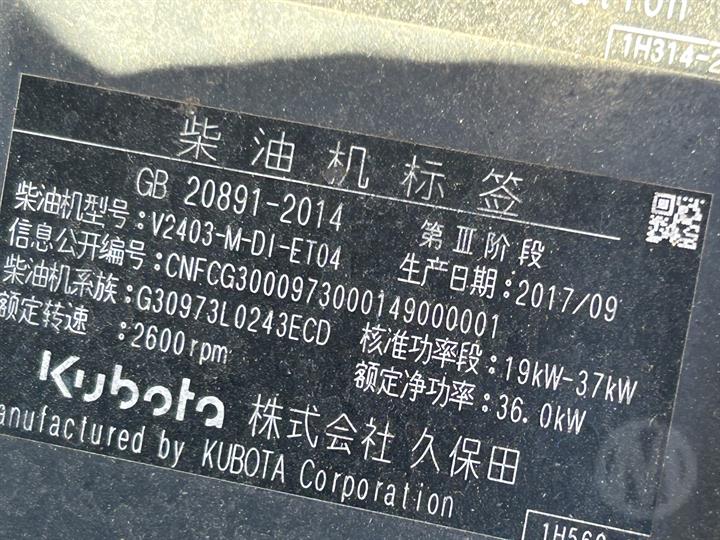 1H314-2
柴油机标签
GB 20891-2014 第Ⅲ阶段
柴油机型号:V2403-M-DI-ET04 生产日期:2017/09
信息公开编号:CNFCG3000973000149000001
柴油机系族:G30973L0243ECD 核准功率段:19kW-37kW
额定转速:2600rpm 额定净功率:36.0kW
Kubota 株式会社 久保田
anufactured by KUBOTA Corporation
1H560